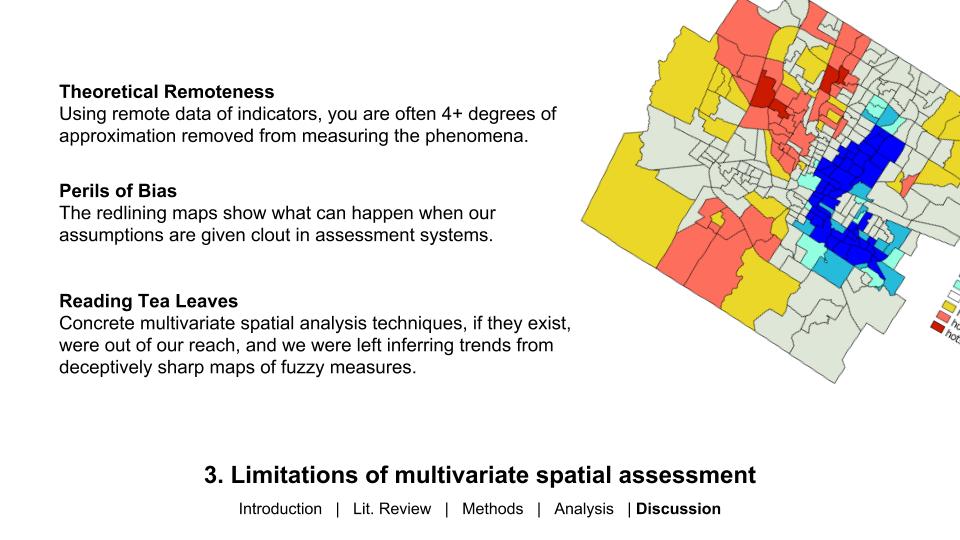 Theoretical Remoteness
Using remote data of indicators, you are often 4+ degrees of
approximation removed from measuring the phenomena.
Perils of Bias
The redlining maps show what can happen when our
assumptions are given clout in assessment systems.
Reading Tea Leaves
Concrete multivariate spatial analysis techniques, if they exist,
were out of our reach, and we were left inferring trends from
deceptively sharp maps of fuzzy measures.
3. Limitations of multivariate spatial assessment
Introduction | Lit. Review | Methods | Analysis | Discussion